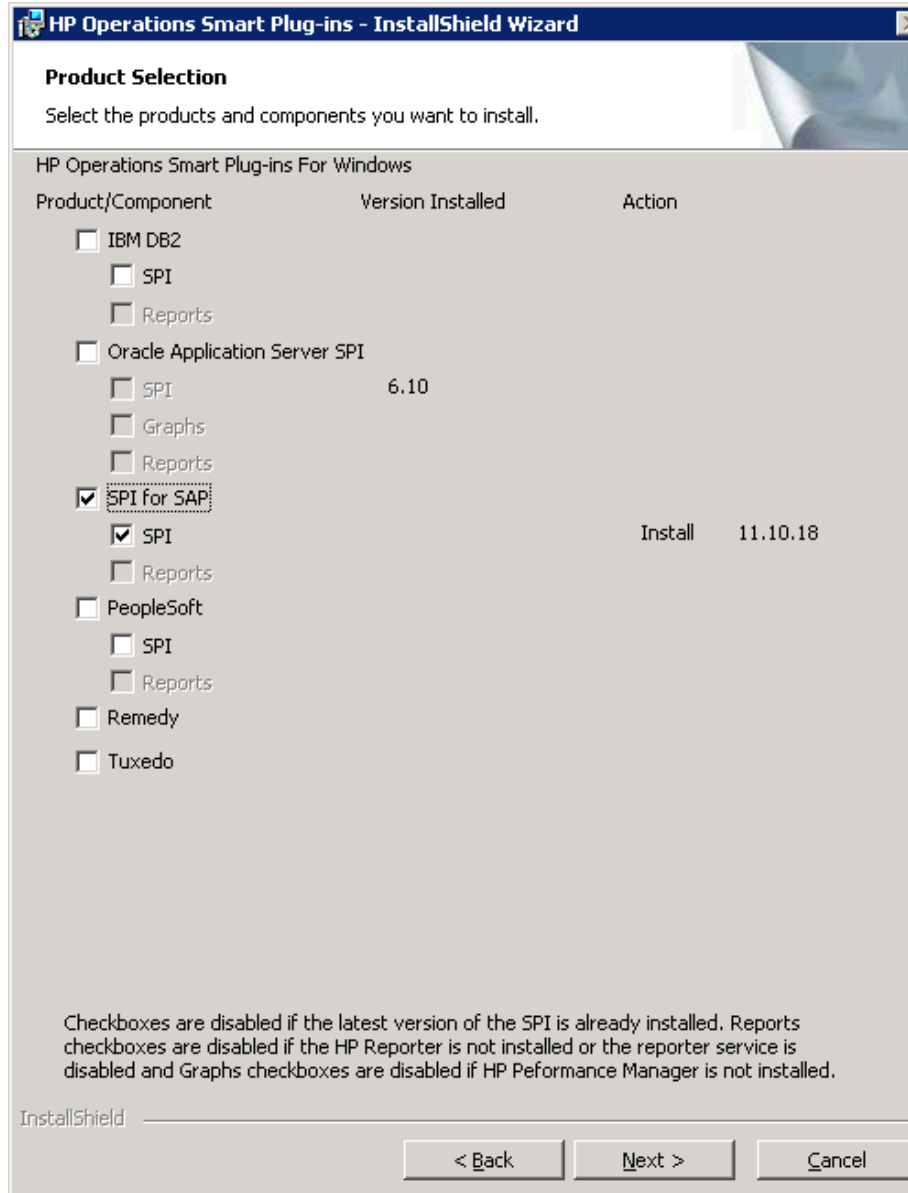 HP Operations Smart Plug-ins - InstallShield Wizard
Product Selection
Select the products and components you want to install.
HP Operations Smart Plug-ins For Windows
Product/Component Version Installed Action
IBM DB2
SPI
Reports
Oracle Application Server SPI
SPI 6.10
Graphs
Reports
SPI for SAP
SPI Install 11.10.18
Reports
PeopleSoft
SPI
Reports
Remedy
Tuxedo
Checkboxes are disabled if the latest version of the SPI is already installed. Reports
checkboxes are disabled if the HP Reporter is not installed or the reporter service is
disabled and Graphs checkboxes are disabled if HP Peformance Manager is not installed.
InstallShield
< Back Next > Cancel